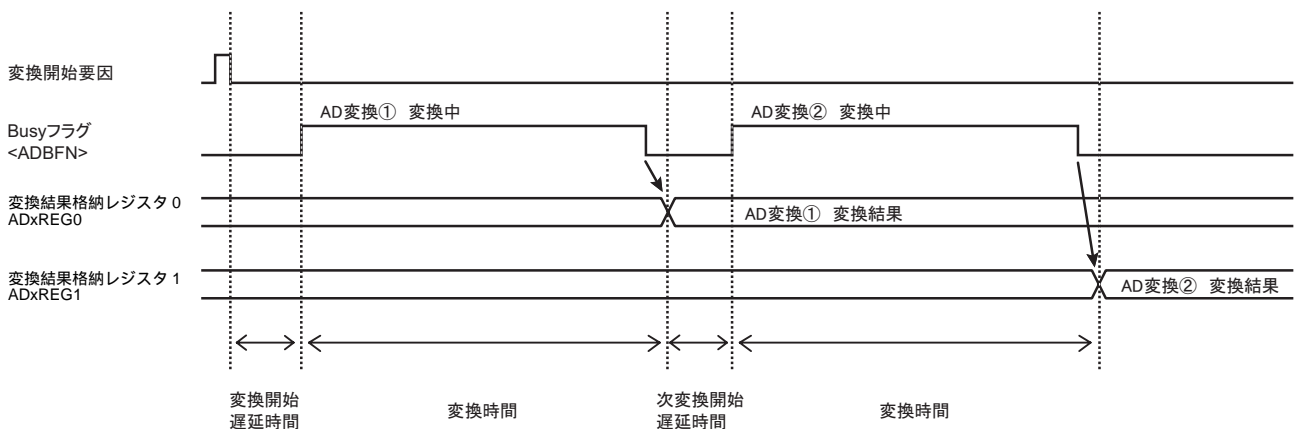 変換開始要因
AD変換① 変換中
AD変換② 変換中
Busyフラグ
<ADBFN>
変換結果格納レジスタ 0
ADxREG0
AD変換① 変換結果
変換結果格納レジスタ 1
ADxREG1
AD変換② 変換結果
変換開始
遅延時間
変換時間
次変換開始
遅延時間
変換時間